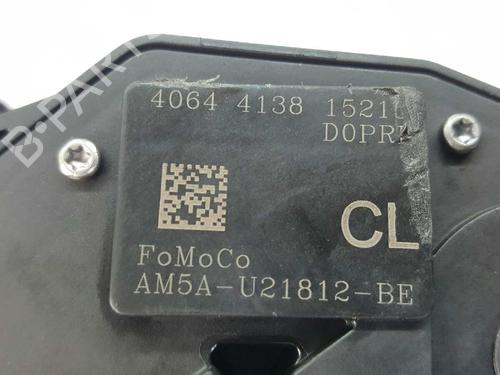 4064 4138 1521
D0PR
CL
FoMoCo
AM5A-U21812-BE